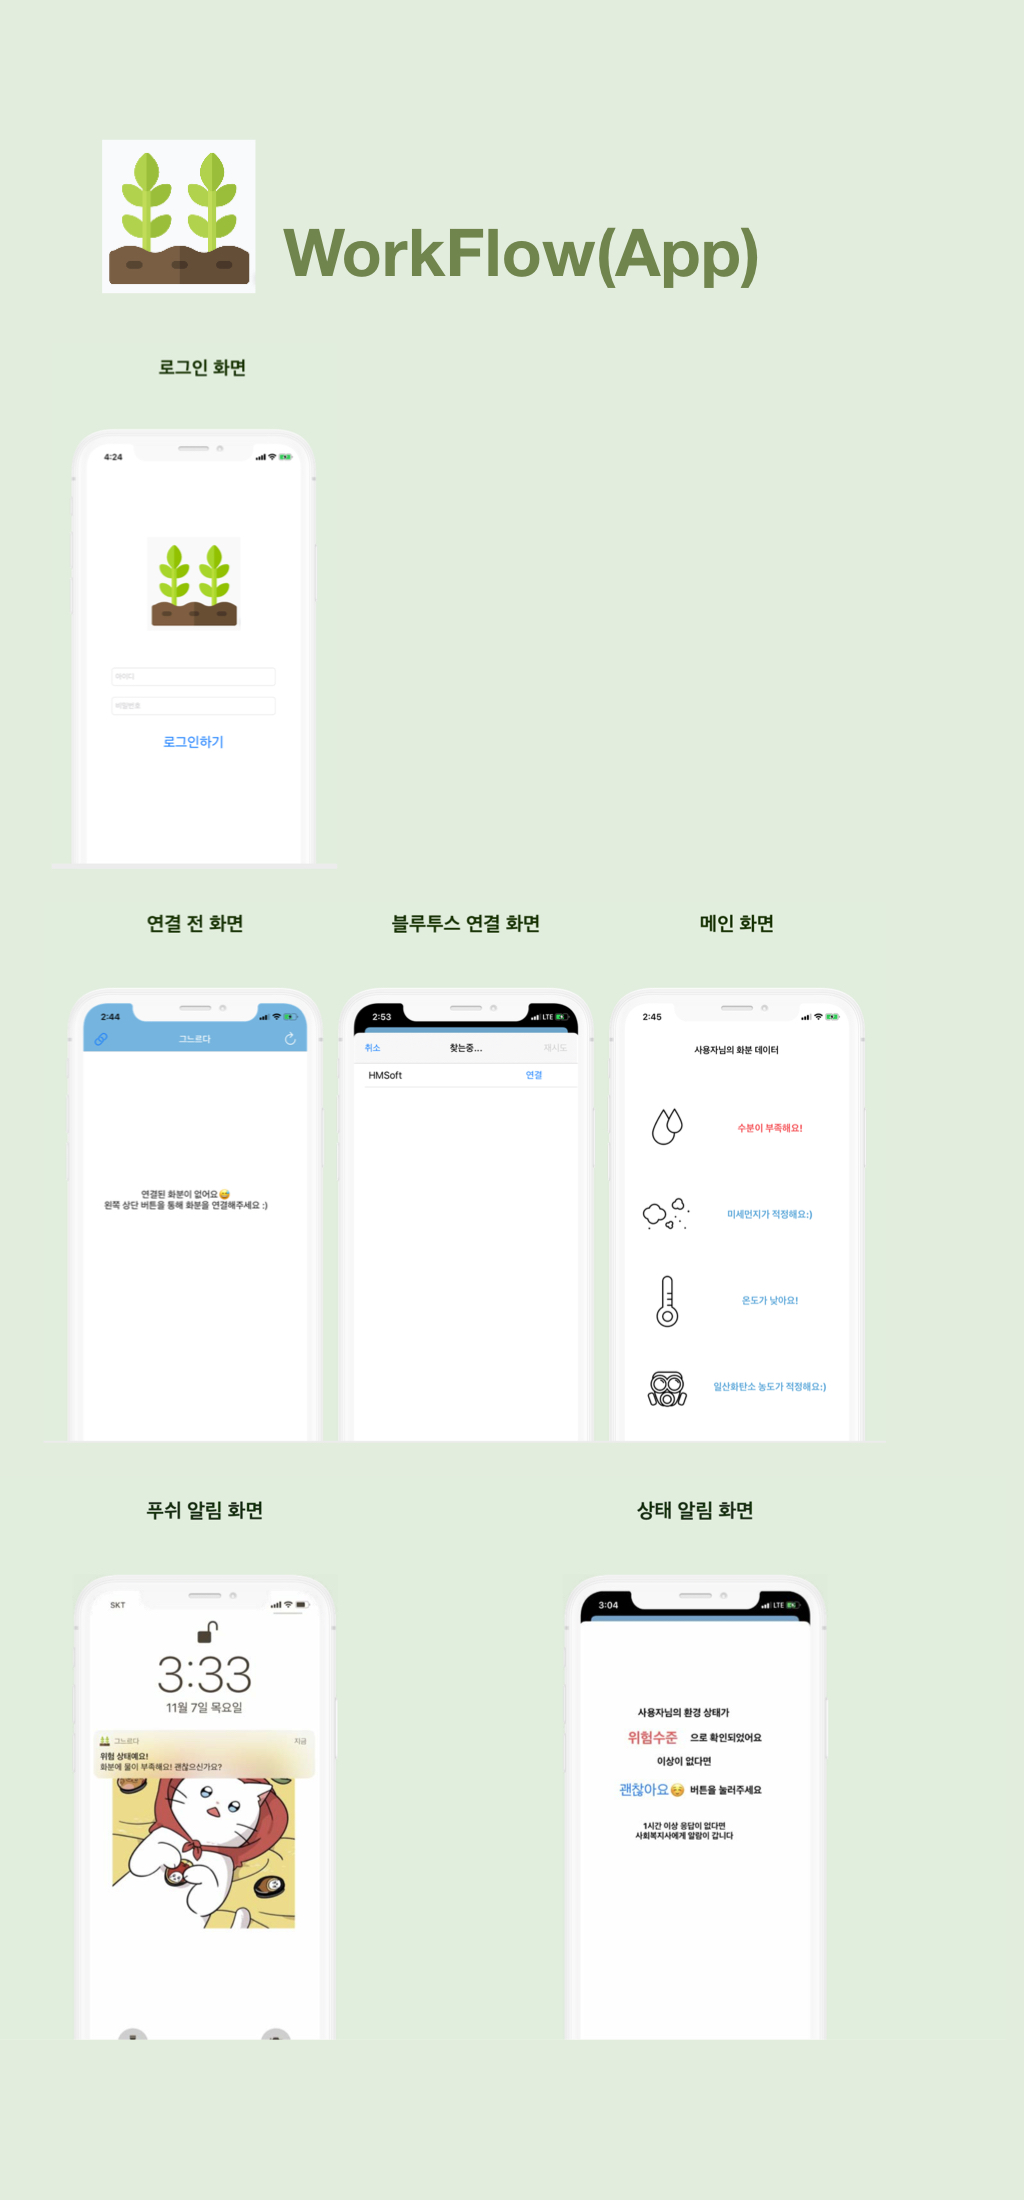 WorkFlow(App)
로그인 화면
4:24
아이디
비밀번호
로그인하기
연결 전 화면
블루투스 연결 화면
메인 화면
2:44
그느르다
연결된 화분이 없어요😅
왼쪽 상단 버튼을 통해 화분을 연결해주세요 :)
2:53
LTE
취소
찾는중...
재시도
HMSoft
연결
2:45
사용자님의 화분 데이터
수분이 부족해요!
미세먼지가 적정해요:)
온도가 낮아요!
일산화탄소 농도가 적정해요:)
푸쉬 알림 화면
상태 알림 화면
SKT
3:33
11월 7일 목요일
그느르다
지금
위험 상태예요!
화분에 물이 부족해요! 괜찮으신가요?
3:04
LTE
사용자님의 환경 상태가
위험수준 으로 확인되었어요
이상이 없다면
괜찮아요☺️ 버튼을 눌러주세요
1시간 이상 응답이 없다면
사회복지사에게 알람이 갑니다